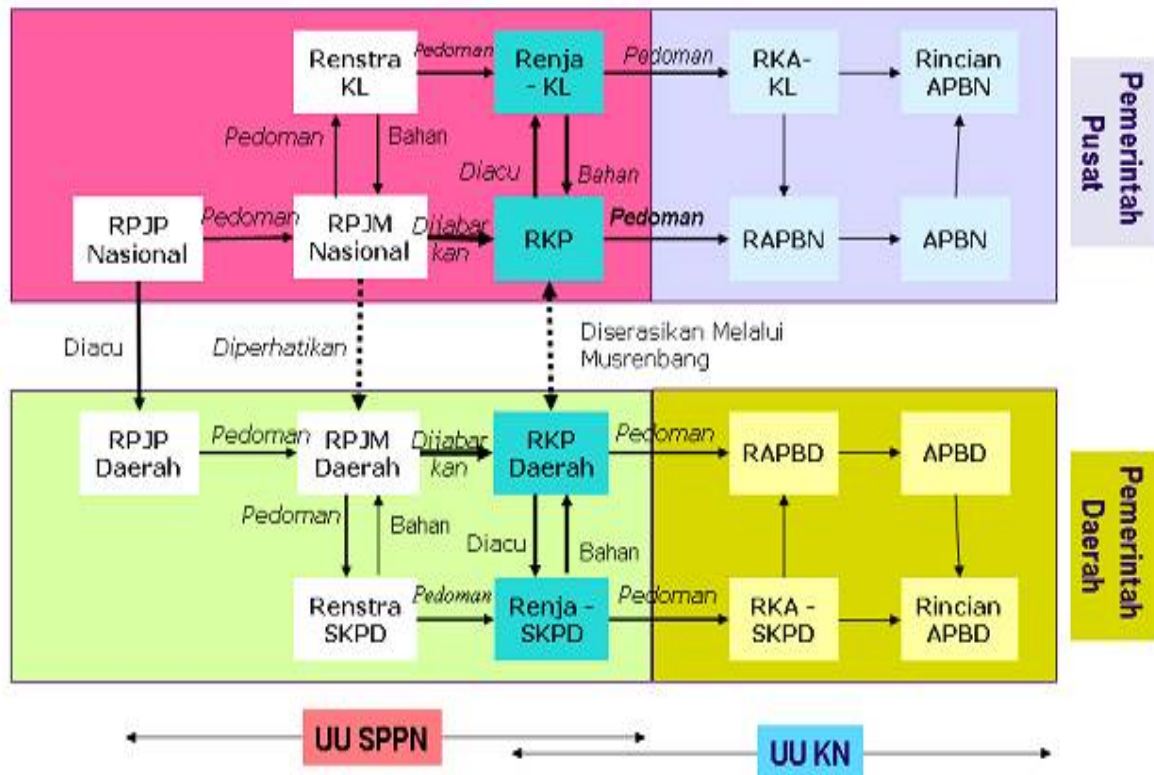 Renstra
KL
Pedoman
Renja
- KL
Pedoman
RKA-
KL
Rincian
APBN
Pedoman
Bahan
Diacu
Bahan
RPJP
Nasional
Pedoman
RPJM
Nasional
Dijabar
kan
RKP
Pedoman
RAPBN
APBN
Pemerintah
Pusat
Diacu
Diperhatikan
Diserasikan Melalui
Musrenbang
RPJP
Daerah
Pedoman
RPJM
Daerah
Dijabar
kan
RKP
Daerah
Pedoman
RAPBD
APBD
Pedoman
Bahan
Diacu
Bahan
Renstra
SKPD
Pedoman
Renja -
SKPD
Pedoman
RKA -
SKPD
Rincian
APBD
Pemerintah
Daerah
UU SPPN
UU KN